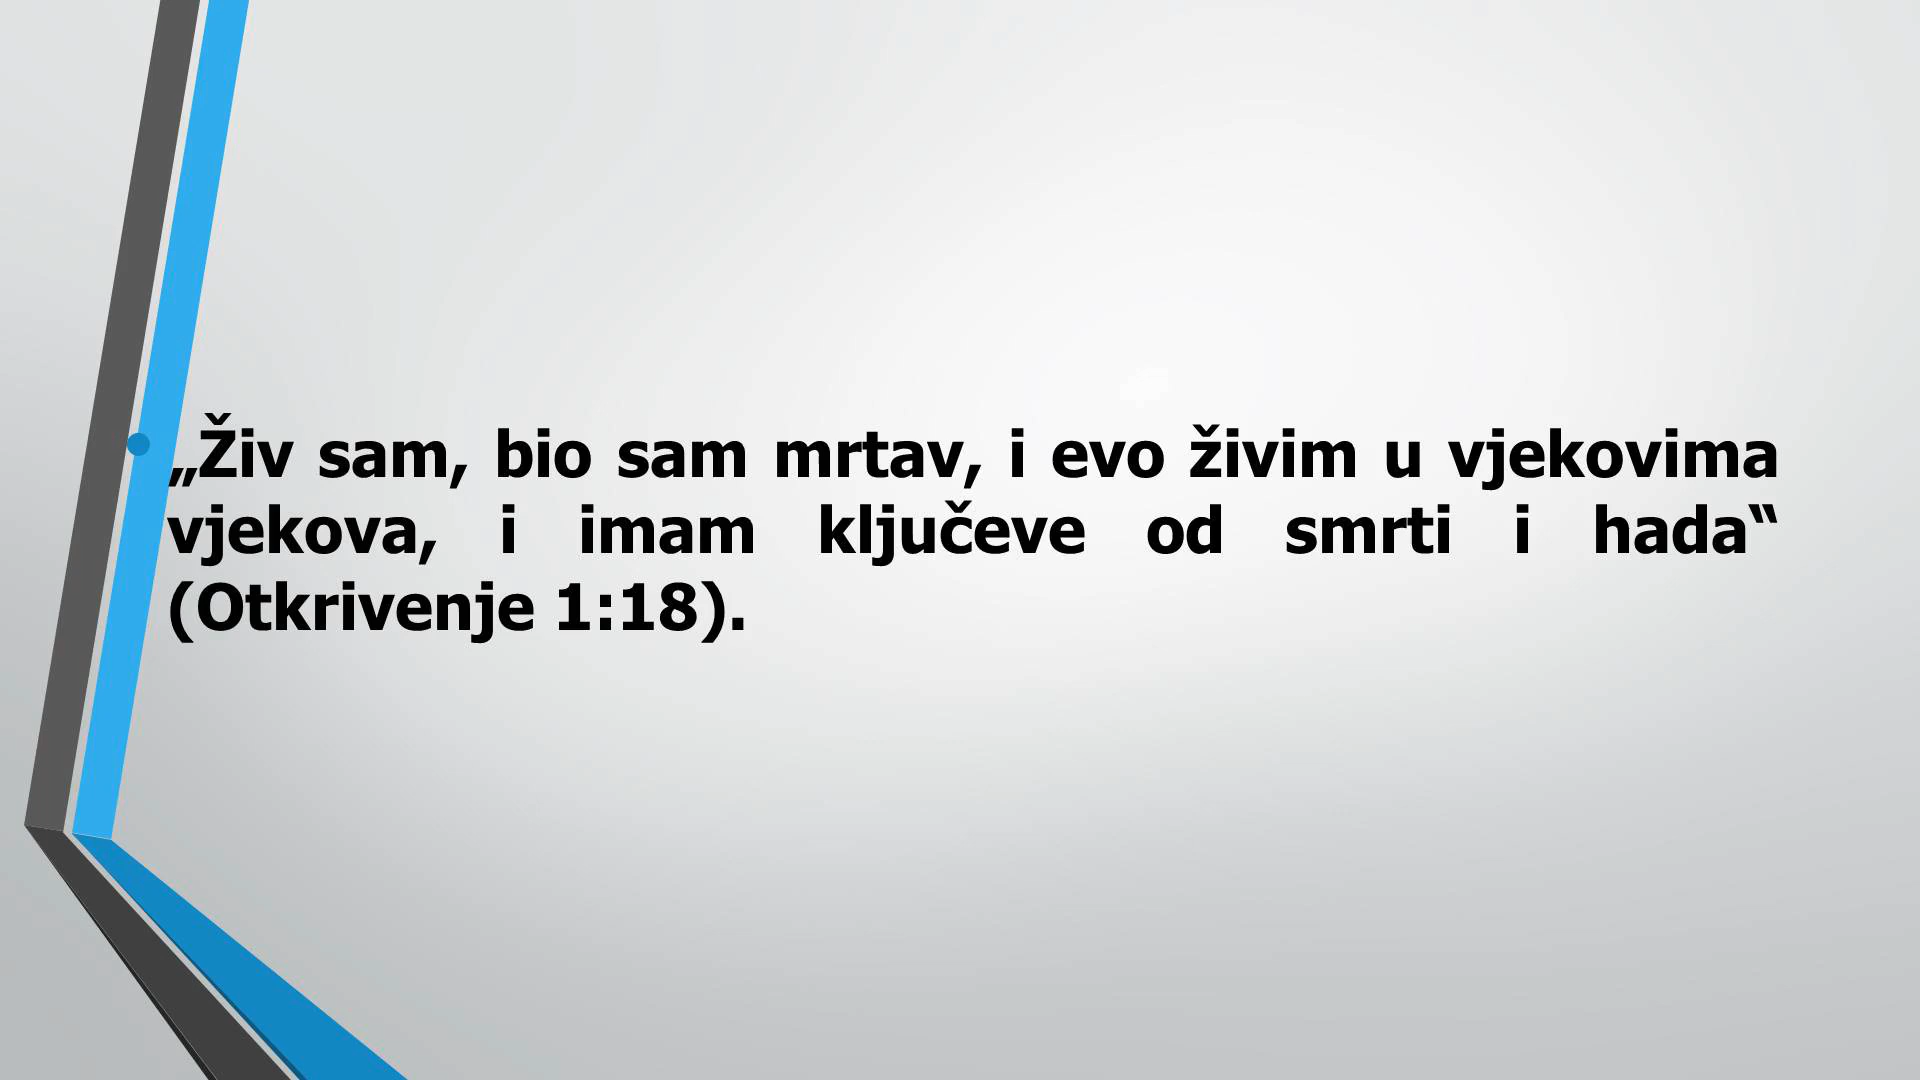 „Živ sam, bio sam mrtav, i evo živim u vjekovima
vjekova, i imam ključeve od smrti i hada“
(Otkrivenje 1:18).